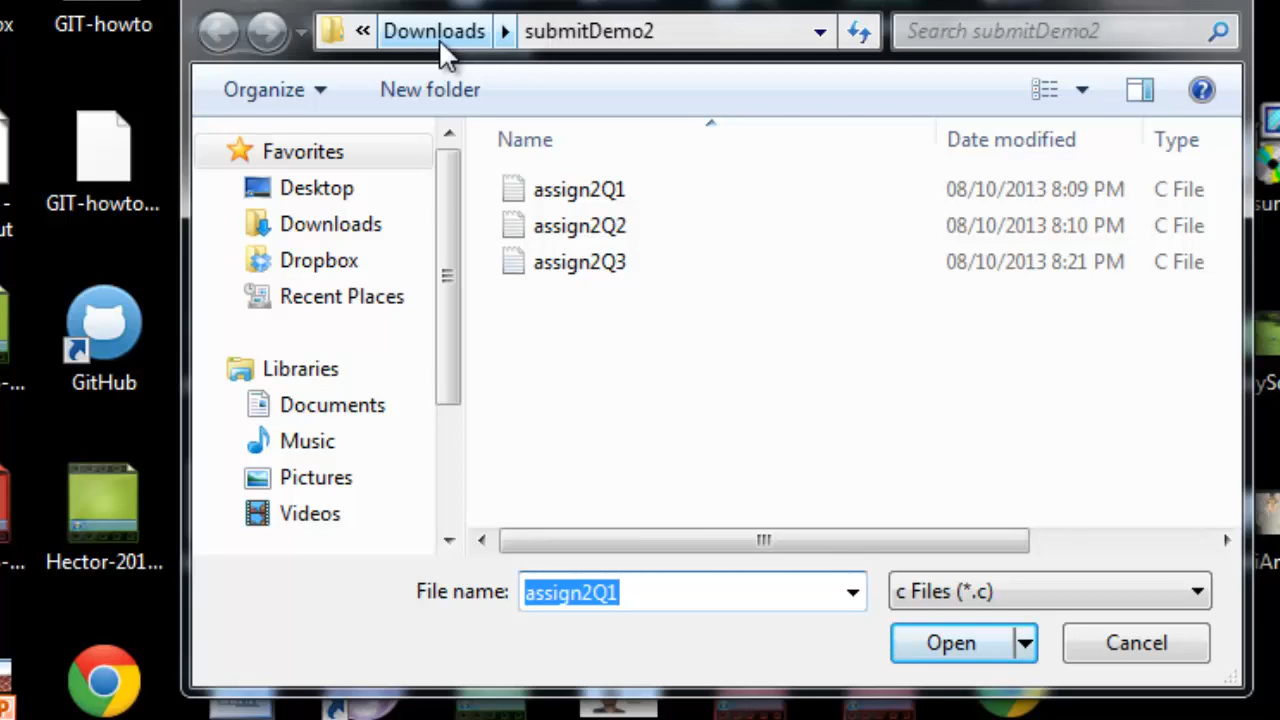 GIT-howto
Downloads
submitDemo2
Search submitDemo2
Organize
New folder
Favorites
Desktop
Downloads
Dropbox
Recent Places
Libraries
Documents
Music
Pictures
Videos
Name
Date modified
Type
assign2Q1
08/10/2013 8:09 PM
C File
assign2Q2
08/10/2013 8:10 PM
C File
assign2Q3
08/10/2013 8:21 PM
C File
File name:
assign2Q1
c Files (*.c)
Open
Cancel
GIT-howto...
GitHub
Hector-201...